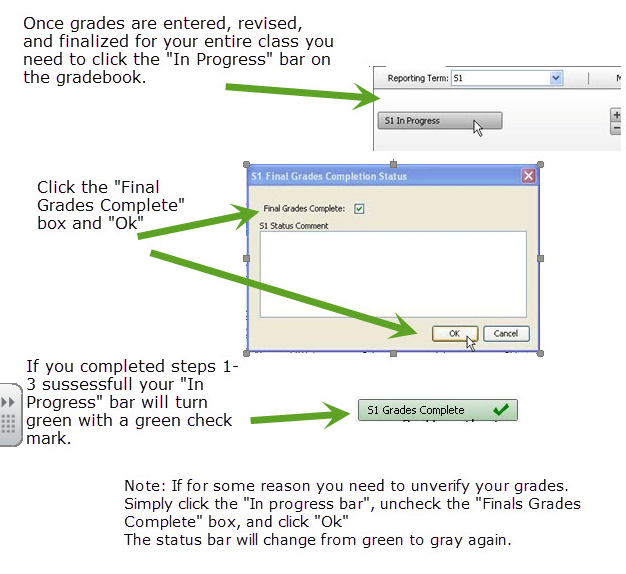 Once grades are entered, revised,
and finalized for your entire class you
need to click the "In Progress" bar on
the gradebook.
Reporting Term: S1
S1 In Progress
Click the "Final
Grades Complete"
box and "Ok"
S1 Final Grades Completion Status
Final Grades Complete:
S1 Status Comment
OK Cancel
If you completed steps 1-
3 sussessfull your "In
Progress" bar will turn
green with a green check
mark.
S1 Grades Complete
Note: If for some reason you need to unverify your grades.
Simply click the "In progress bar", uncheck the "Finals Grades
Complete" box, and click "Ok"
The status bar will change from green to gray again.